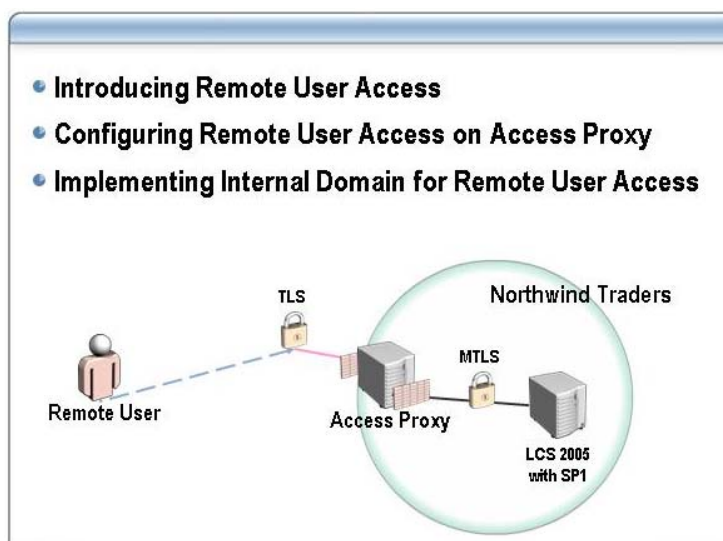 Introducing Remote User Access
Configuring Remote User Access on Access Proxy
Implementing Internal Domain for Remote User Access
Northwind Traders
TLS
MTLS
Remote User
Access Proxy
LCS 2005
with SP1